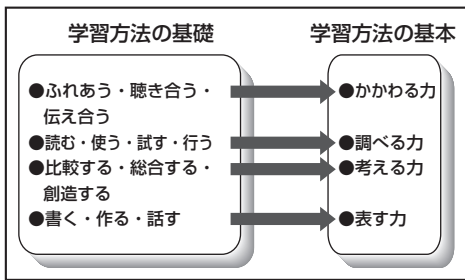 学習方法の基礎
●ふれあう・聴き合う・
伝え合う
●読む・使う・試す・行う
●比較する・総合する・
創造する
●書く・作る・話す
学習方法の基本
●かかわる力
●調べる力
●考える力
●表す力